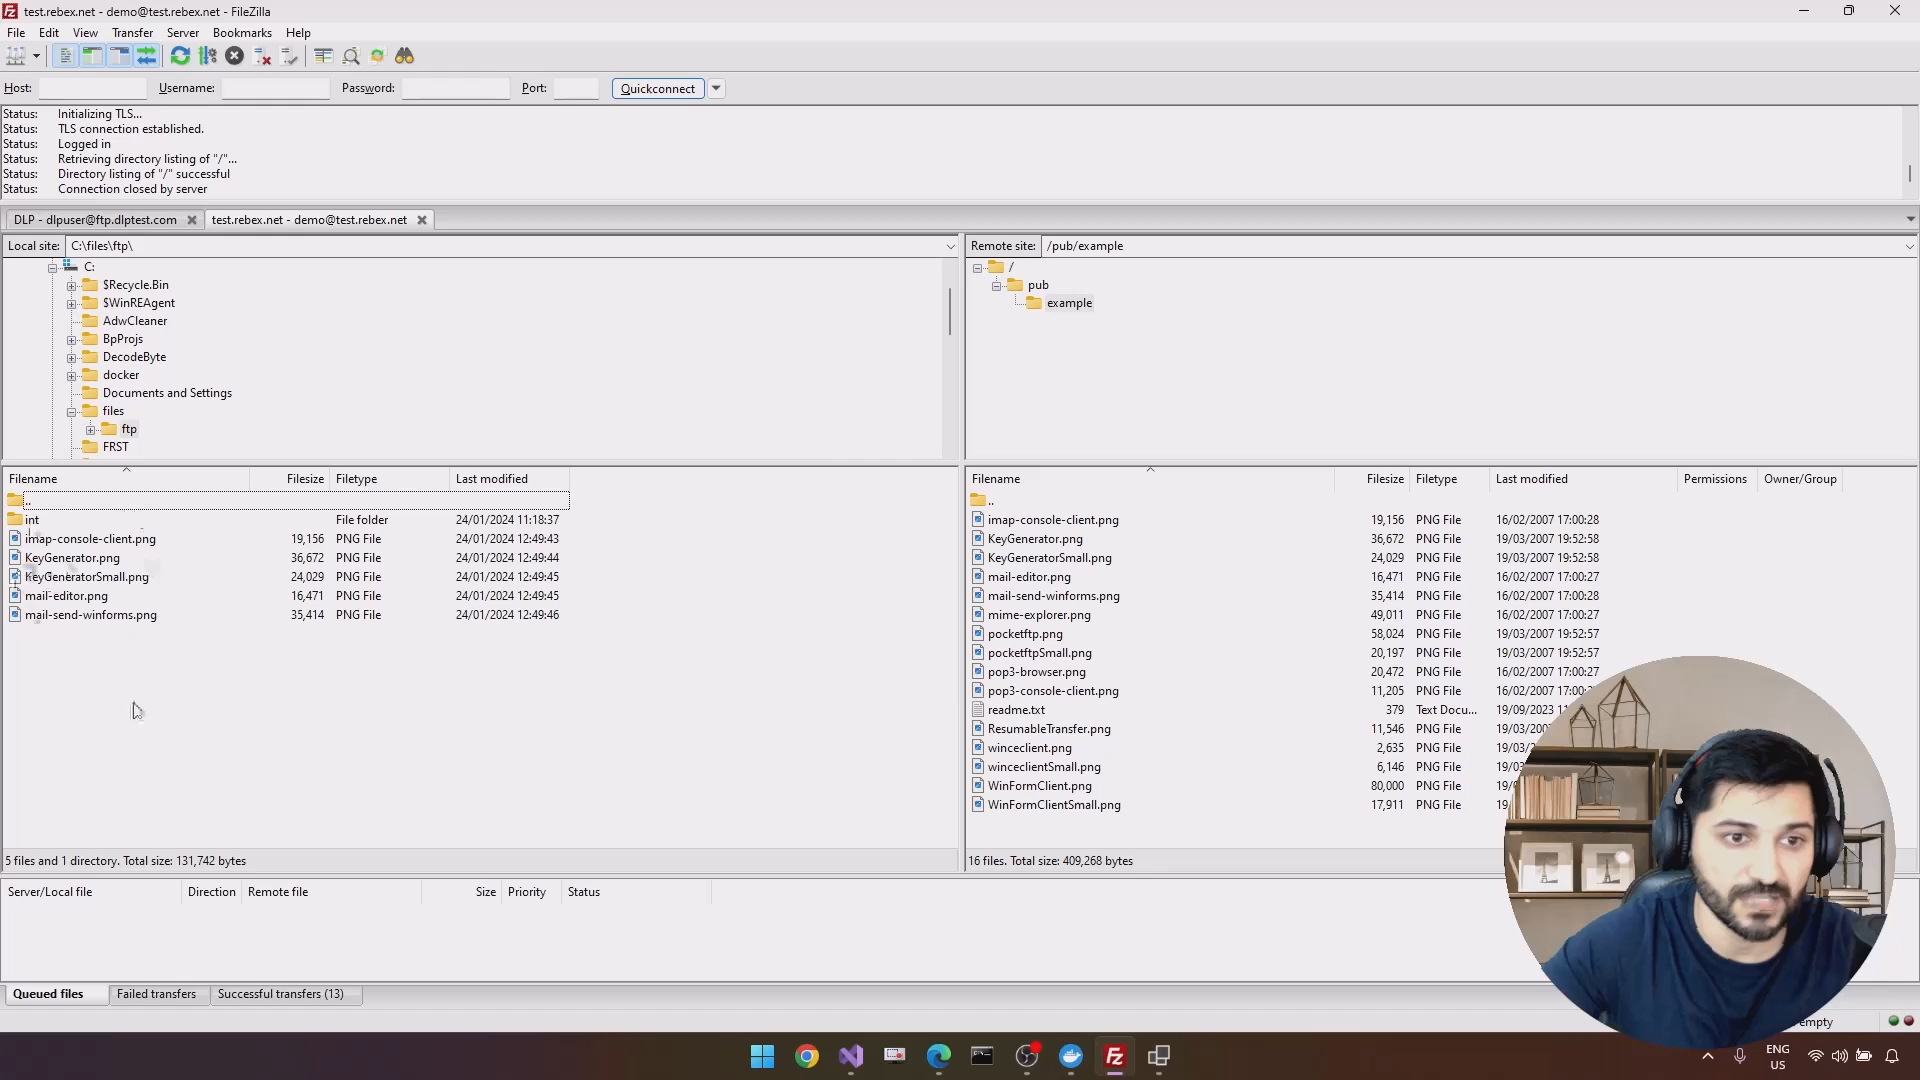 test.rebex.net - demo@test.rebex.net - FileZilla
File Edit View Transfer Server Bookmarks Help
Host: Username: Password: Port: Quickconnect
Status: Initializing TLS...
Status: TLS connection established.
Status: Logged in
Status: Retrieving directory listing of "/"...
Status: Directory listing of "/" successful
Status: Connection closed by server
DLP - dlpuser@ftp.dlptest.com test.rebex.net - demo@test.rebex.net
Local site: C:\files\ftp\
C:
$Recycle.Bin
$WinREAgent
AdwCleaner
BpProjs
DecodeByte
docker
Documents and Settings
files
ftp
FRST
Remote site: /pub/example
/
pub
example
Filename Filesize Filetype Last modified
..
int File folder 24/01/2024 11:18:37
imap-console-client.png 19,156 PNG File 24/01/2024 12:49:43
KeyGenerator.png 36,672 PNG File 24/01/2024 12:49:44
KeyGeneratorSmall.png 24,029 PNG File 24/01/2024 12:49:45
mail-editor.png 16,471 PNG File 24/01/2024 12:49:45
mail-send-winforms.png 35,414 PNG File 24/01/2024 12:49:46
5 files and 1 directory. Total size: 131,742 bytes
Filename Filesize Filetype Last modified Permissions Owner/Group
..
imap-console-client.png 19,156 PNG File 16/02/2007 17:00:28
KeyGenerator.png 36,672 PNG File 19/03/2007 19:52:58
KeyGeneratorSmall.png 24,029 PNG File 19/03/2007 19:52:58
mail-editor.png 16,471 PNG File 16/02/2007 17:00:27
mail-send-winforms.png 35,414 PNG File 16/02/2007 17:00:28
mime-explorer.png 49,011 PNG File 16/02/2007 17:00:27
pocketftp.png 58,024 PNG File 19/03/2007 19:52:57
pocketftpSmall.png 20,197 PNG File 19/03/2007 19:52:57
pop3-browser.png 20,472 PNG File 16/02/2007 17:00:27
pop3-console-client.png 11,205 PNG File 16/02/2007
readme.txt 379 Text Docu... 19/09/2023
ResumableTransfer.png 11,546 PNG File
winceclient.png 2,635 PNG File
winceclientSmall.png 6,146 PNG File
WinFormClient.png 80,000 PNG File
WinFormClientSmall.png 17,911 PNG File
16 files. Total size: 409,268 bytes
Server/Local file Direction Remote file Size Priority Status
Queued files Failed transfers Successful transfers (13)
empty
ENG
US